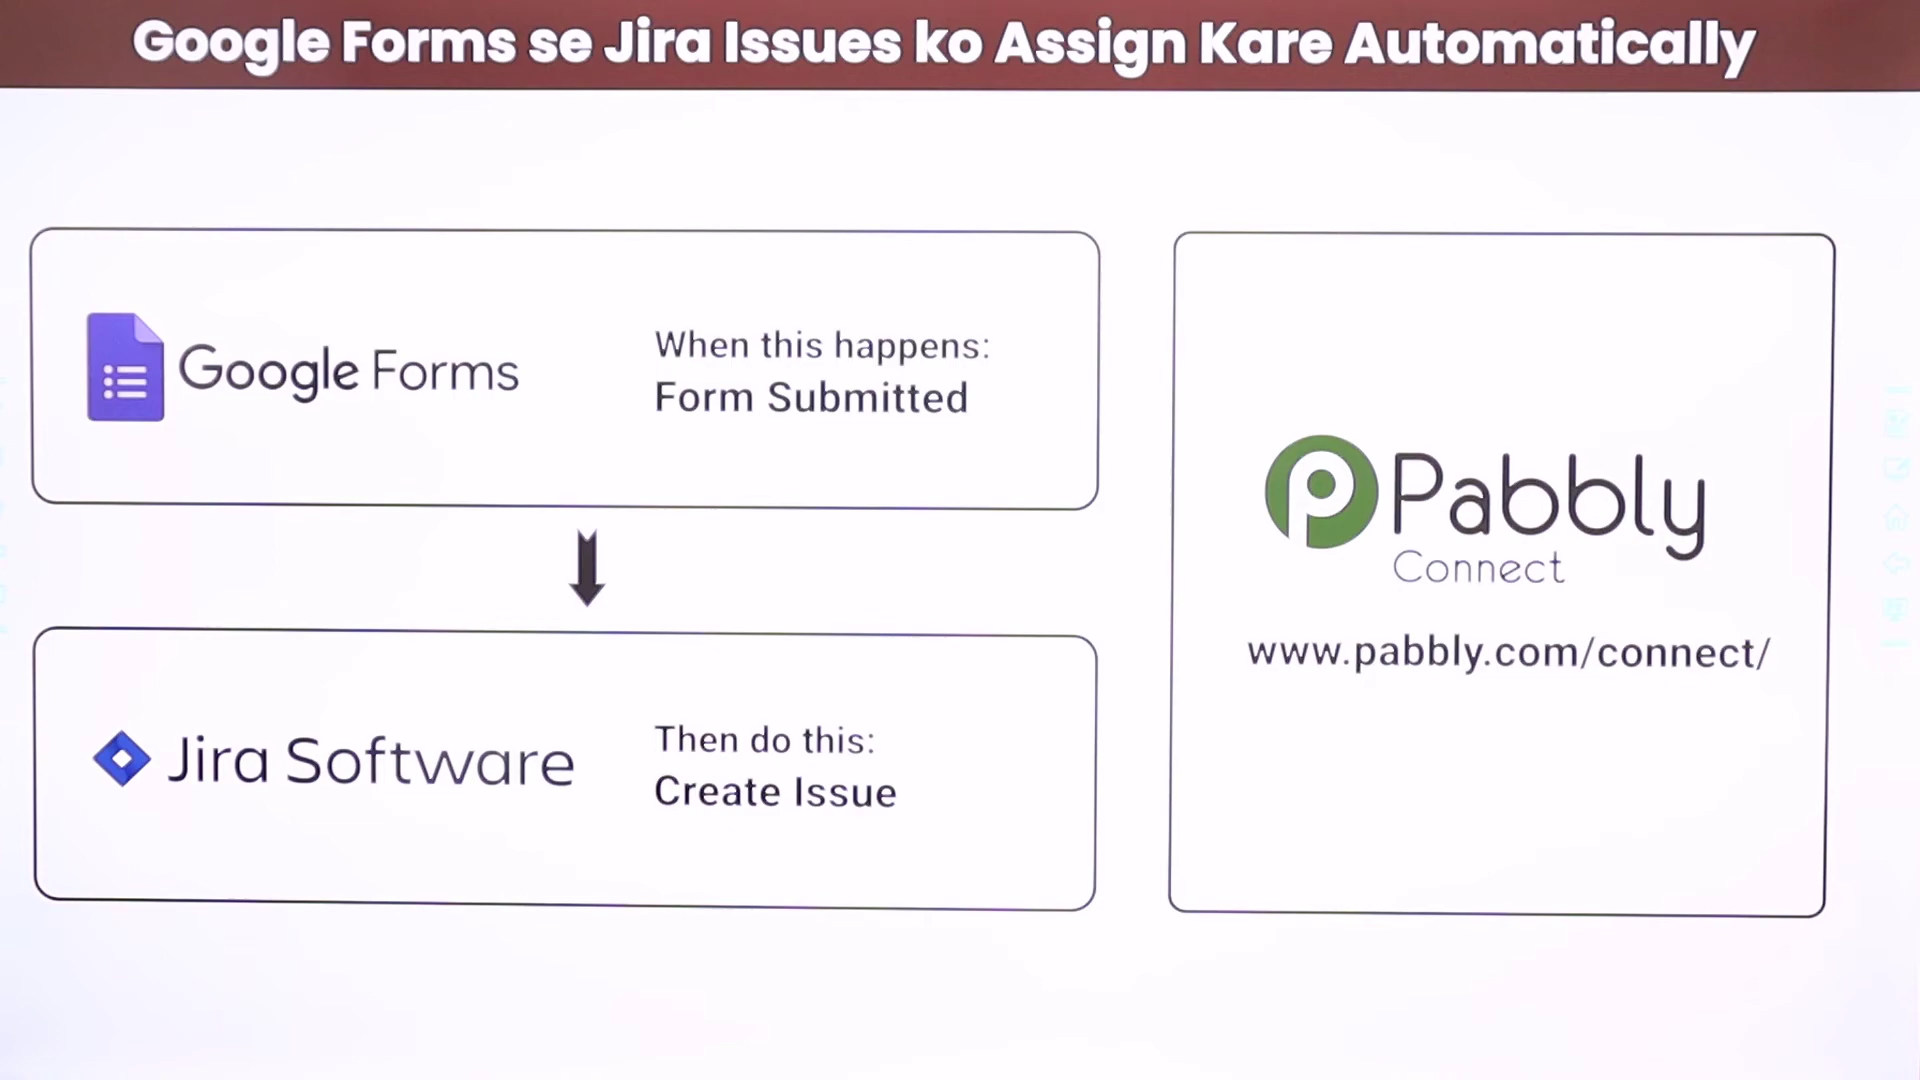 Google Forms se Jira Issues ko Assign Kare Automatically
Google Forms
When this happens:
Form Submitted
Jira Software
Then do this:
Create Issue
Pabbly
Connect
www.pabbly.com/connect/